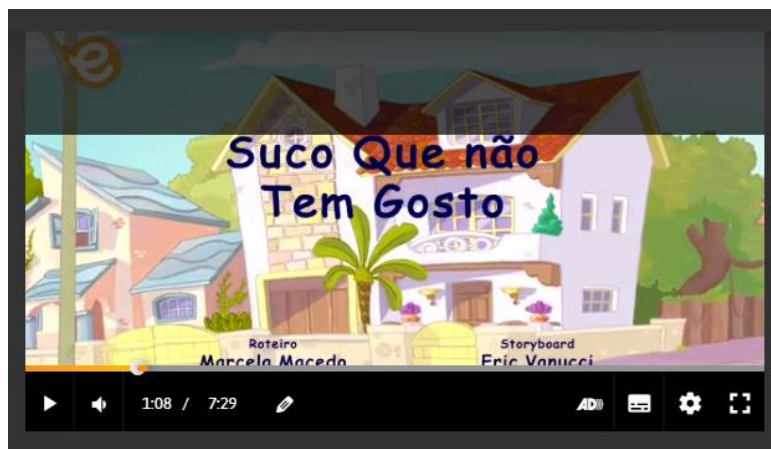 e
Suco Que não
Tem Gosto
Roteiro
Storyboard
Marcela Macedo
Eric Vanucci
1:08 / 7:29
AD